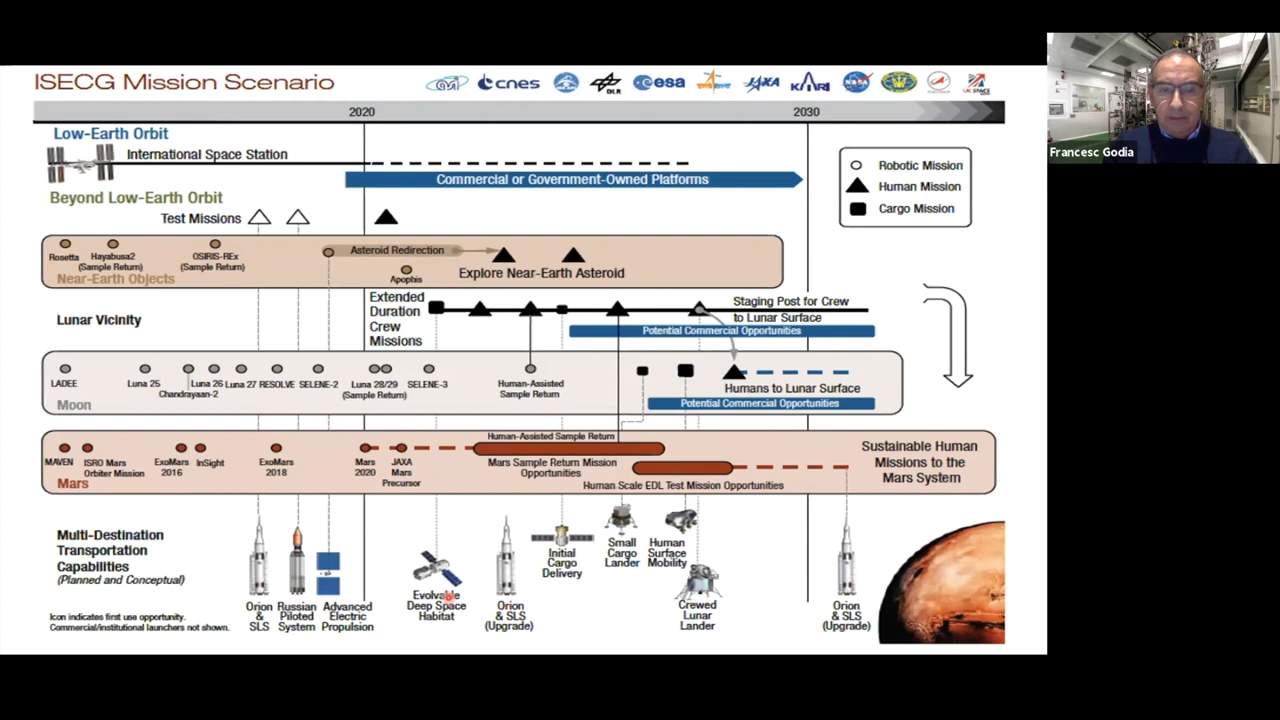 ISECG Mission Scenario
asi
cnes
DLR
esa
JAXA
KARI
NASA
UK SPACE
2020
2030
Low-Earth Orbit
International Space Station
Commercial or Government-Owned Platforms
Robotic Mission
Human Mission
Cargo Mission
Beyond Low-Earth Orbit
Test Missions
Rosetta
Hayabusa2
(Sample Return)
OSIRIS-REx
(Sample Return)
Asteroid Redirection
Apophis
Explore Near-Earth Asteroid
Near-Earth Objects
Lunar Vicinity
Extended
Duration
Crew
Missions
Staging Post for Crew
to Lunar Surface
Potential Commercial Opportunities
LADEE
Luna 25
Chandrayaan-2
Luna 26
Luna 27
RESOLVE
SELENE-2
Luna 28/29
(Sample Return)
SELENE-3
Human-Assisted
Sample Return
Humans to Lunar Surface
Potential Commercial Opportunities
Moon
MAVEN
ISRO Mars
Orbiter Mission
ExoMars
2016
InSight
ExoMars
2018
Mars
2020
JAXA
Mars
Precursor
Human-Assisted Sample Return
Mars Sample Return Mission
Opportunities
Human Scale EDL Test Mission Opportunities
Sustainable Human
Missions to the
Mars System
Mars
Multi-Destination
Transportation
Capabilities
(Planned and Conceptual)
Icon indicates first use opportunity.
Commercial/institutional launchers not shown.
Orion
&
SLS
Russian
Piloted
System
Advanced
Electric
Propulsion
Evolvable
Deep Space
Habitat
Orion
& SLS
(Upgrade)
Initial
Cargo
Delivery
Small
Cargo
Lander
Human
Surface
Mobility
Crewed
Lunar
Lander
Orion
& SLS
(Upgrade)
Francesc Godia